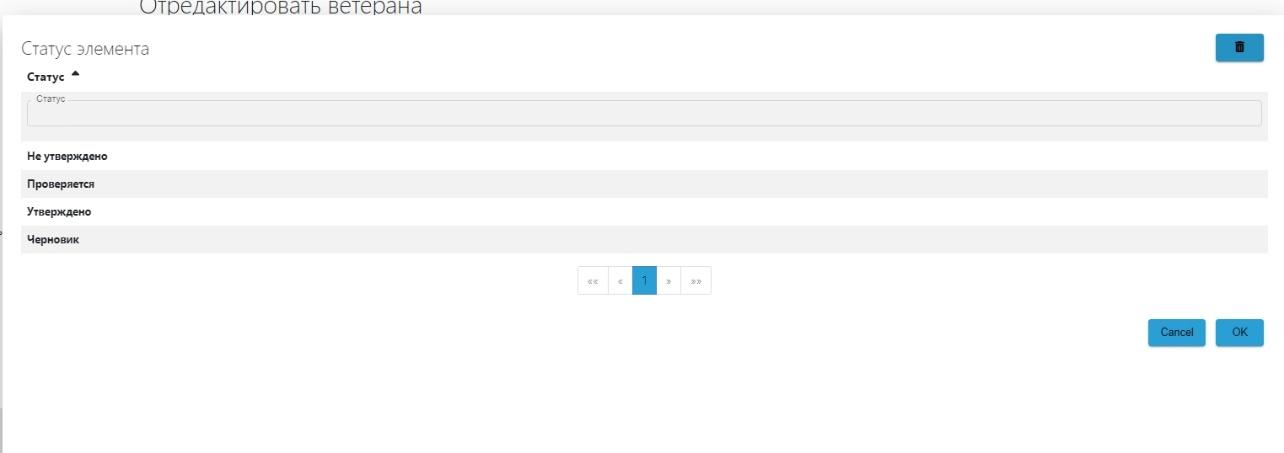 Отредактировать ветерана
Статус элемента
Статус
Статус
Не утверждено
Проверяется
Утверждено
Черновик
«« « 1 » »»
Cancel OK